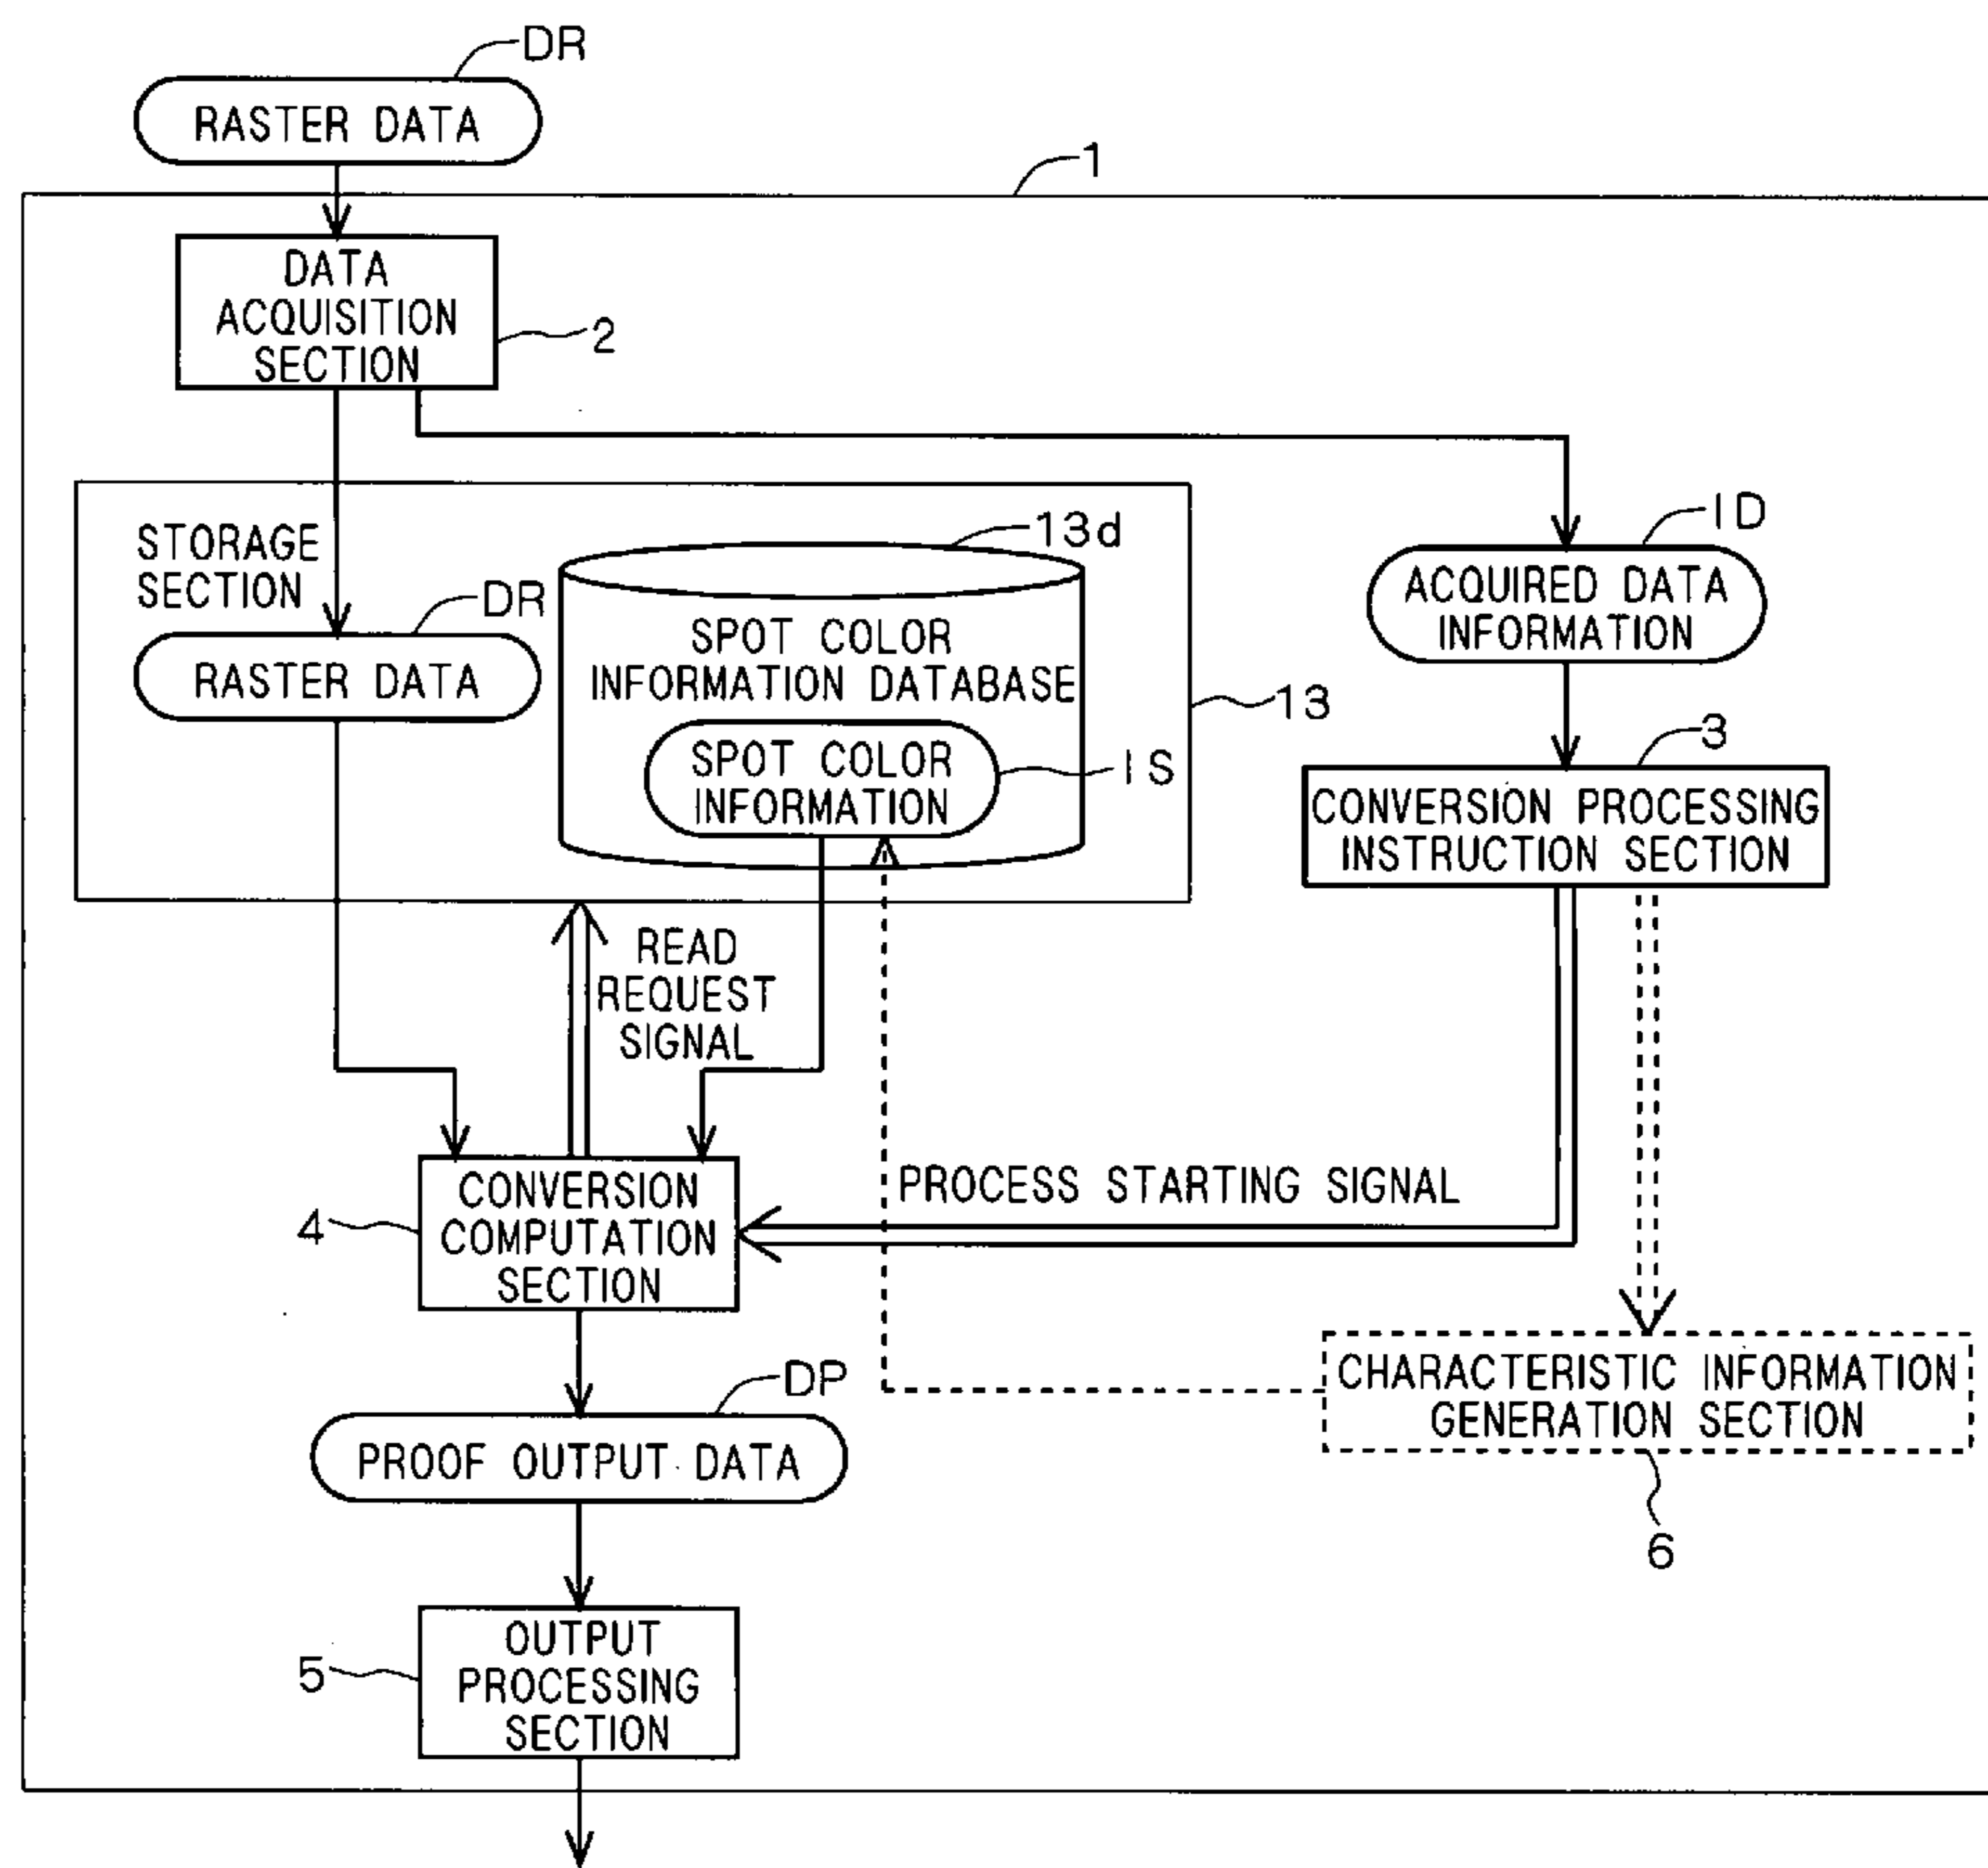 DR
RASTER DATA
1
DATA
ACQUISITION
SECTION
2
STORAGE
SECTION
DR
RASTER DATA
13d
SPOT COLOR
INFORMATION DATABASE
SPOT COLOR
INFORMATION
IS
13
ID
ACQUIRED DATA
INFORMATION
3
CONVERSION PROCESSING
INSTRUCTION SECTION
READ
REQUEST
SIGNAL
PROCESS STARTING SIGNAL
4
CONVERSION
COMPUTATION
SECTION
CHARACTERISTIC INFORMATION
GENERATION SECTION
6
DP
PROOF OUTPUT DATA
5
OUTPUT
PROCESSING
SECTION